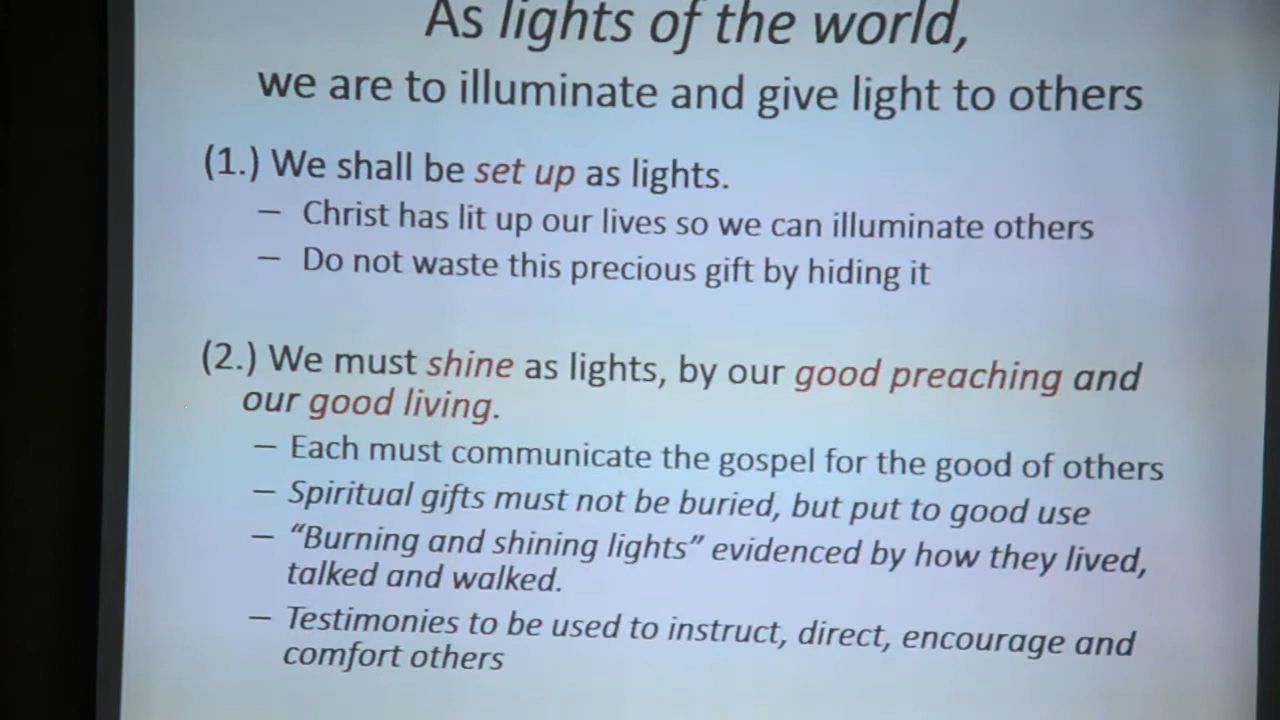 As lights of the world,
we are to illuminate and give light to others
(1.) We shall be set up as lights.
– Christ has lit up our lives so we can illuminate others
– Do not waste this precious gift by hiding it
(2.) We must shine as lights, by our good preaching and
our good living.
– Each must communicate the gospel for the good of others
– Spiritual gifts must not be buried, but put to good use
– “Burning and shining lights” evidenced by how they lived,
talked and walked.
– Testimonies to be used to instruct, direct, encourage and
comfort others